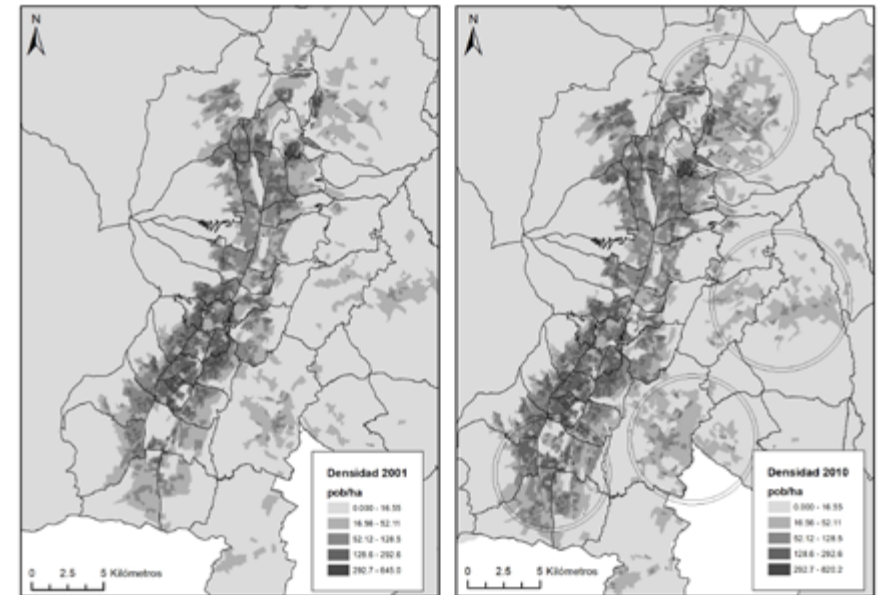 N
Densidad 2001
pob/ha
0.000 - 16.55
16.56 - 52.11
52.12 - 128.5
128.6 - 292.6
292.7 - 645.0
0 2.5 5 Kilómetros
N
Densidad 2010
pob/ha
0.000 - 16.55
16.56 - 52.11
52.12 - 128.5
128.6 - 292.6
292.7 - 820.2
0 2.5 5 Kilómetros